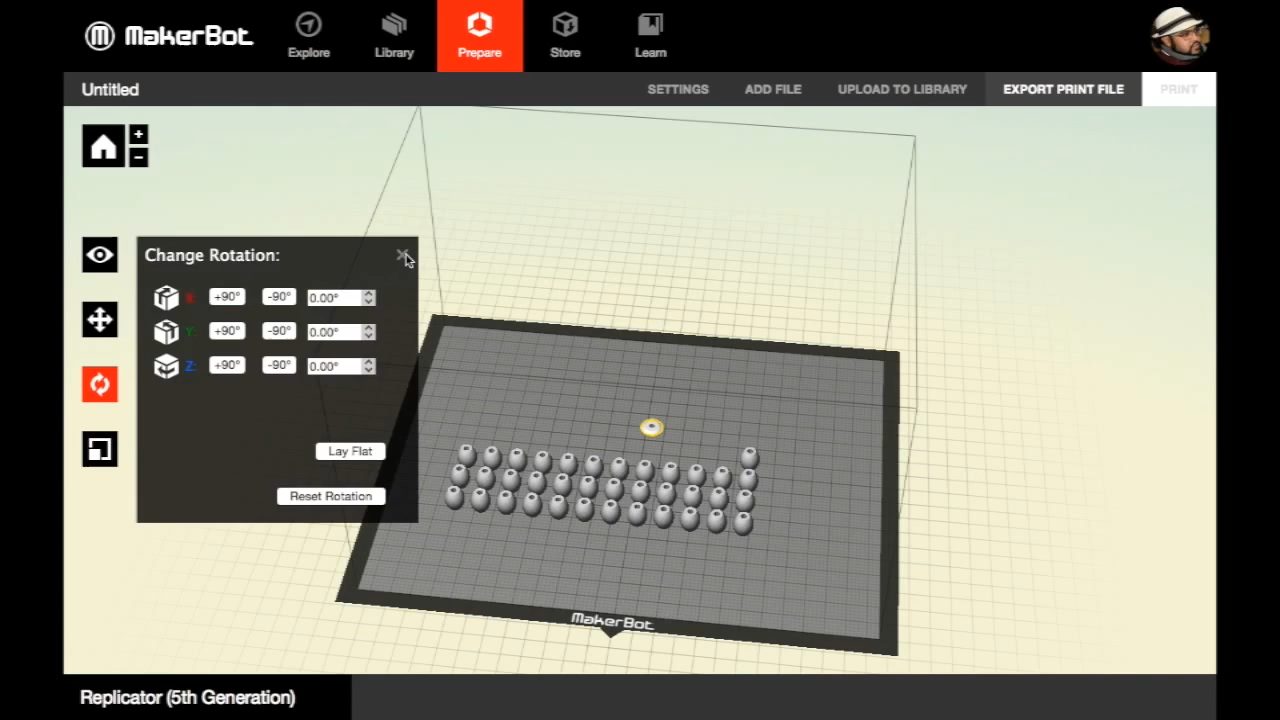 MakerBot
Explore
Library
Prepare
Store
Learn
Untitled
SETTINGS
ADD FILE
UPLOAD TO LIBRARY
EXPORT PRINT FILE
PRINT
+
-
Change Rotation:
X: +90° -90° 0.00°
Y: +90° -90° 0.00°
Z: +90° -90° 0.00°
Lay Flat
Reset Rotation
MakerBot
Replicator (5th Generation)